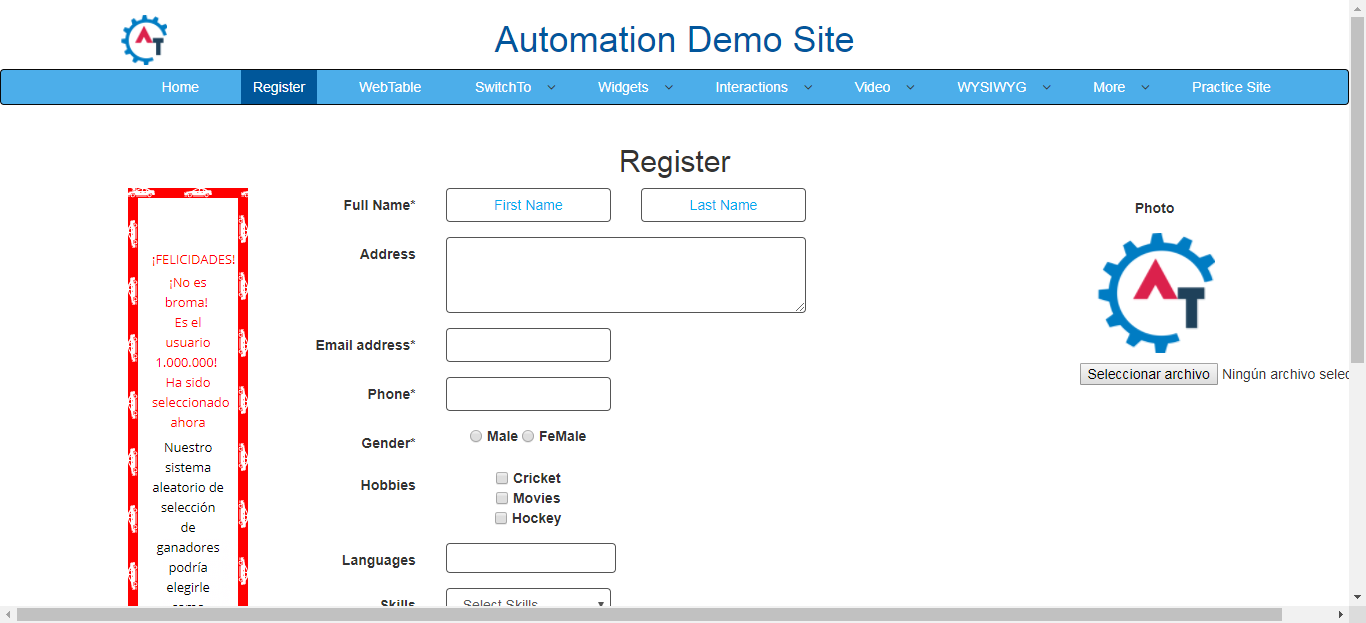 AT
Automation Demo Site
Home Register WebTable SwitchTo Widgets Interactions Video WYSIWYG More Practice Site
Register
Full Name* First Name Last Name
Address
Email address*
Phone*
Gender* Male FeMale
Hobbies Cricket
Movies
Hockey
Languages
Skills Select Skills
¡FELICIDADES!
¡No es
broma!
Es el
usuario
1.000.000!
Ha sido
seleccionado
ahora
Nuestro
sistema
aleatorio de
selección
de
ganadores
podría
elegirle
Photo
AT
Seleccionar archivo Ningún archivo selec